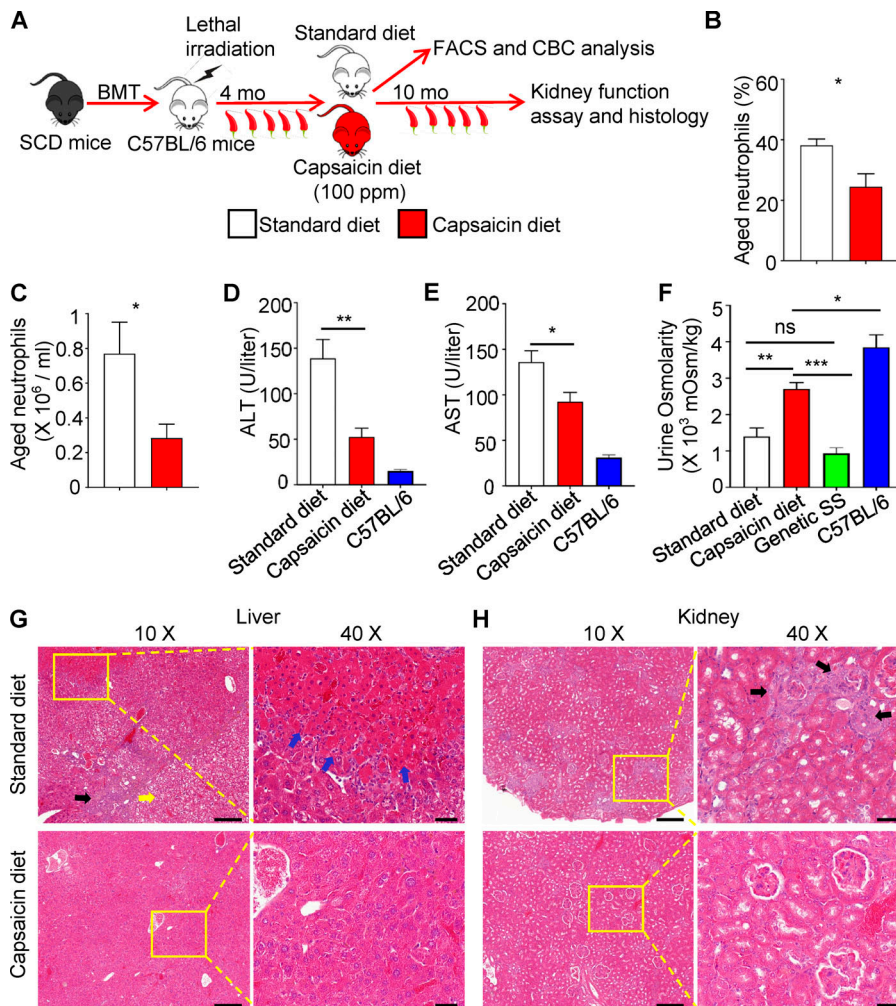 A
Lethal
irradiation
Standard diet
FACS and CBC analysis
BMT
4 mo
10 mo
Kidney function
assay and histology
SCD mice
C57BL/6 mice
Capsaicin diet
(100 ppm)
Standard diet
Capsaicin diet
B
Aged neutrophils (%)
60
40
20
0
*
C
Aged neutrophils
(X 10⁶ / ml)
1
0.8
0.6
0.4
0.2
0
*
D
ALT (U/liter)
200
150
100
50
0
**
Standard diet
Capsaicin diet
C57BL/6
E
AST (U/liter)
200
150
100
50
0
*
Standard diet
Capsaicin diet
C57BL/6
F
Urine Osmolarity
(X 10³ mOsm/kg)
5
4
3
2
1
0
*
ns
**
***
Standard diet
Capsaicin diet
Genetic SS
C57BL/6
G
Liver
10 X
40 X
Standard diet
Capsaicin diet
H
Kidney
10 X
40 X